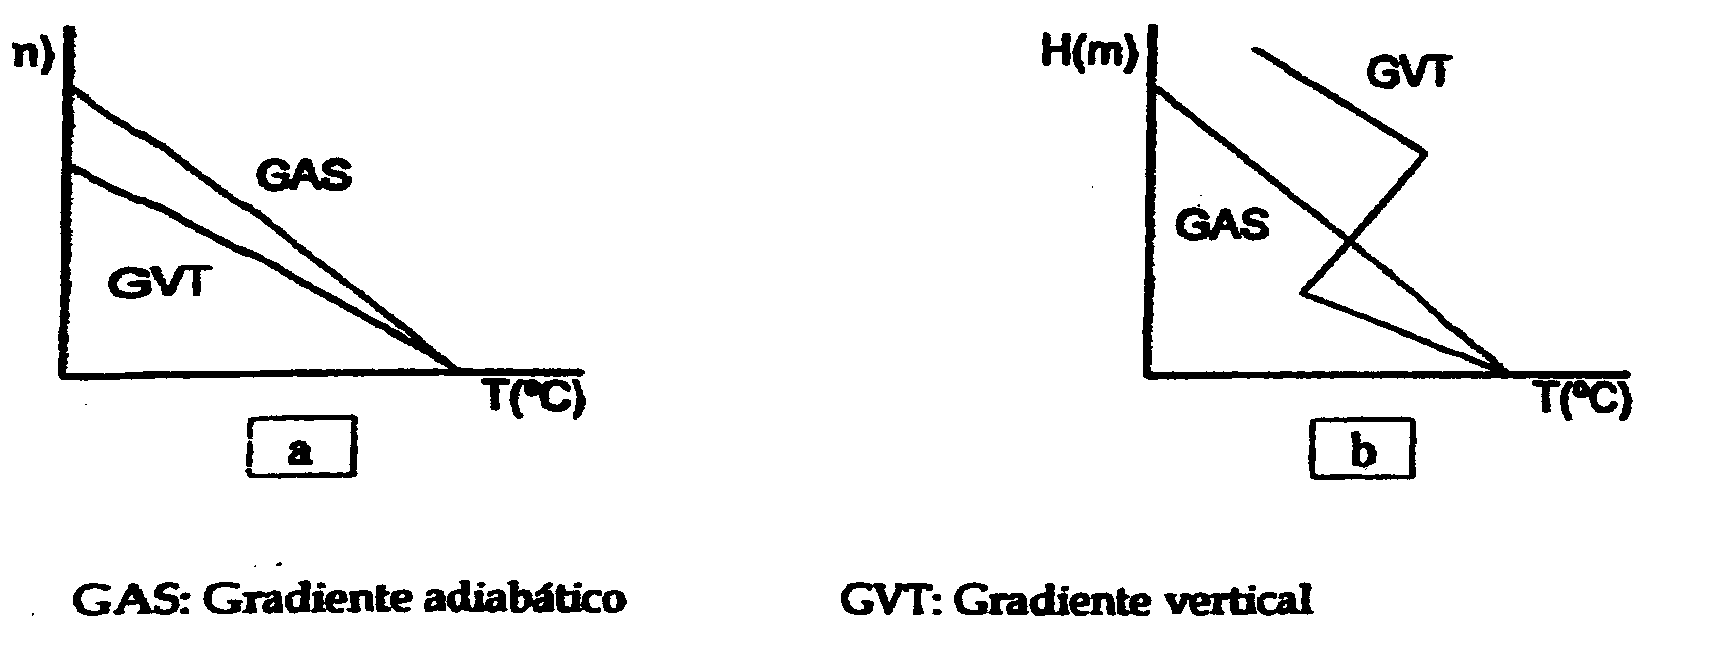 n)
GAS
GVT
T(ºC)
a
H(m)
GVT
GAS
T(ºC)
b
GAS: Gradiente adiabático
GVT: Gradiente vertical